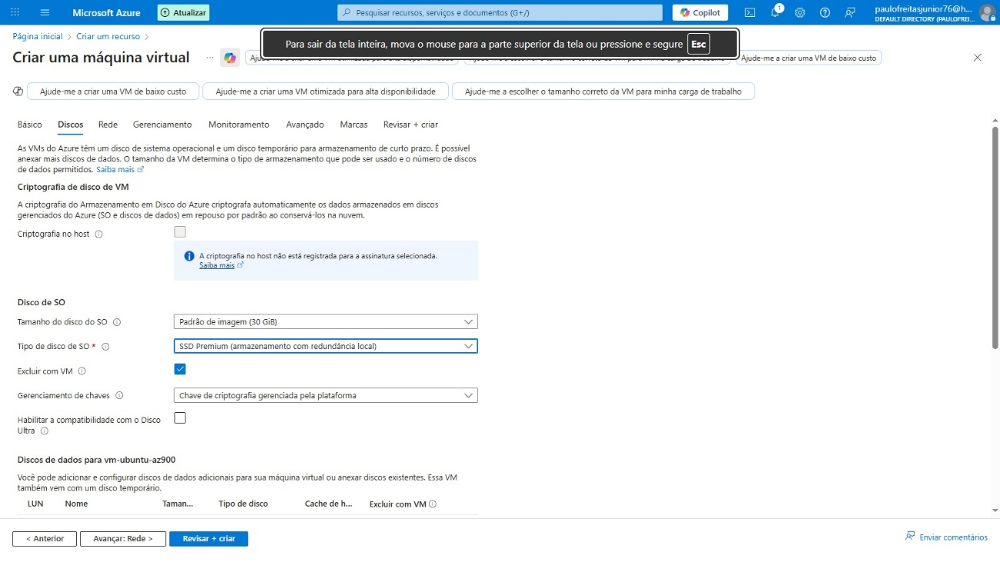 Microsoft Azure
Atualizar
Pesquisar recursos, serviços e documentos (G+/)
Copilot
1
paulofreitasjunior76@h...
DEFAULT DIRECTORY (PAULOFREI...
Página inicial > Criar um recurso >
Para sair da tela inteira, mova o mouse para a parte superior da tela ou pressione e segure Esc
Criar uma máquina virtual ...
Ajude-me a criar uma VM de baixo custo
Ajude-me a criar uma VM de baixo custo
Ajude-me a criar uma VM otimizada para alta disponibilidade
Ajude-me a escolher o tamanho correto da VM para minha carga de trabalho
Básico Discos Rede Gerenciamento Monitoramento Avançado Marcas Revisar + criar
As VMs do Azure têm um disco de sistema operacional e um disco temporário para armazenamento de curto prazo. É possível
anexar mais discos de dados. O tamanho da VM determina o tipo de armazenamento que pode ser usado e o número de discos
de dados permitidos. Saiba mais
Criptografia de disco de VM
A criptografia do Armazenamento em Disco do Azure criptografa automaticamente os dados armazenados em discos
gerenciados do Azure (SO e discos de dados) em repouso por padrão ao conservá-los na nuvem.
Criptografia no host
A criptografia no host não está registrada para a assinatura selecionada.
Saiba mais
Disco de SO
Tamanho do disco do SO
Padrão de imagem (30 GiB)
Tipo de disco de SO *
SSD Premium (armazenamento com redundância local)
Excluir com VM
Gerenciamento de chaves
Chave de criptografia gerenciada pela plataforma
Habilitar a compatibilidade com o Disco
Ultra
Discos de dados para vm-ubuntu-az900
Você pode adicionar e configurar discos de dados adicionais para sua máquina virtual ou anexar discos existentes. Essa VM
também vem com um disco temporário.
LUN Nome Taman... Tipo de disco Cache de h... Excluir com VM
< Anterior
Avançar: Rede >
Revisar + criar
Enviar comentários